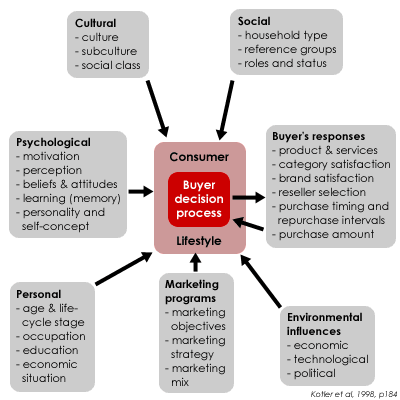 Cultural
- culture
- subculture
- social class
Social
- household type
- reference groups
- roles and status
Psychological
- motivation
- perception
- beliefs & attitudes
- learning (memory)
- personality and
self-concept
Consumer
Buyer
decision
process
Lifestyle
Buyer's responses
- product & services
- category satisfaction
- brand satisfaction
- reseller selection
- purchase timing and
repurchase intervals
- purchase amount
Personal
- age & life-
cycle stage
- occupation
- education
- economic
situation
Marketing
programs
- marketing
objectives
- marketing
strategy
- marketing
mix
Environmental
influences
- economic
- technological
- political
Kotler et al, 1998, p184